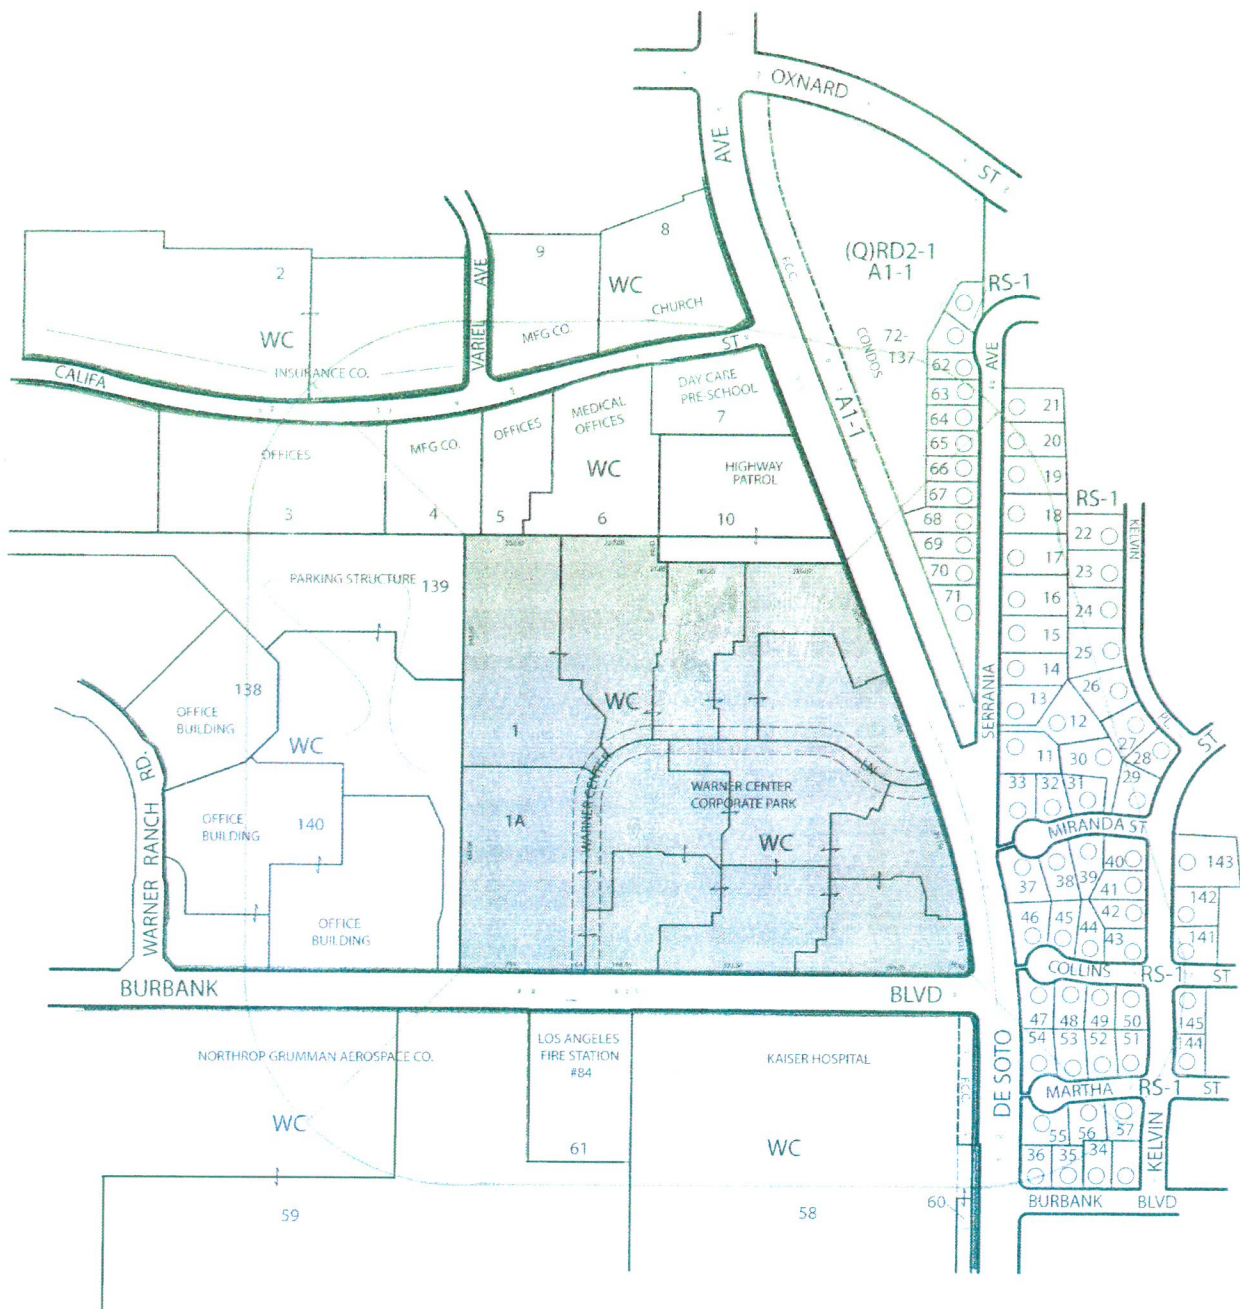 OXNARD
ST
AVE
8
9
2
VARIEL AVE
(Q)RD2-1
A1-1
F.C.C.
RS-1
WC
CHURCH
MFG CO.
WC
CONDOS
72-
137
ST
INSURANCE CO.
CALIFA
62
AVE
DAY CARE
PRE-SCHOOL
7
A1-1
63
21
MEDICAL
OFFICES
OFFICES
64
MFG CO.
65
20
OFFICES
WC
HIGHWAY
PATROL
66
19
67
RS-1
3
4
5
6
10
68
18
22
KELVIN
69
17
23
PARKING STRUCTURE 139
70
71
16
24
15
25
14
26
138
13
OFFICE
BUILDING
WC
SERRANIA
12
PL
1
WC
11
27
28
ST
30
29
WARNER RANCH RD.
33
32
31
LN
WARNER CENTER
WARNER CENTER
CORPORATE PARK
OFFICE
BUILDING
140
1A
MIRANDA ST
WC
37
38
39
40
143
41
142
46
45
44
42
43
141
OFFICE
BUILDING
COLLINS
RS-1
ST
BURBANK
BLVD
47
48
49
50
145
54
53
52
51
44
NORTHROP GRUMMAN AEROSPACE CO.
LOS ANGELES
FIRE STATION
#84
KAISER HOSPITAL
F.C.C.
DE SOTO
MARTHA
RS-1
ST
WC
61
WC
55
56
57
36
35
34
KELVIN
59
58
60
BURBANK
BLVD